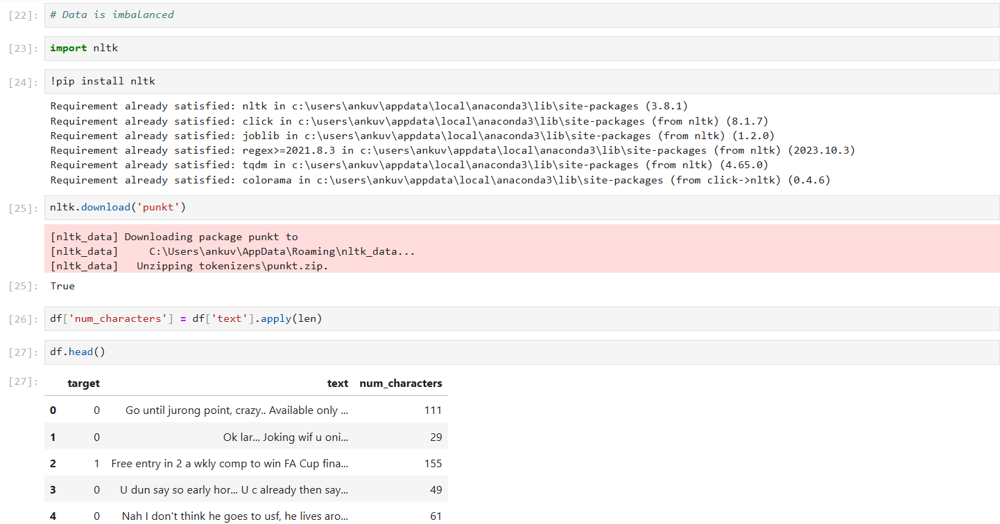 [22]: # Data is imbalanced
[23]: import nltk
[24]: !pip install nltk
Requirement already satisfied: nltk in c:\users\ankuv\appdata\local\anaconda3\lib\site-packages (3.8.1)
Requirement already satisfied: click in c:\users\ankuv\appdata\local\anaconda3\lib\site-packages (from nltk) (8.1.7)
Requirement already satisfied: joblib in c:\users\ankuv\appdata\local\anaconda3\lib\site-packages (from nltk) (1.2.0)
Requirement already satisfied: regex>=2021.8.3 in c:\users\ankuv\appdata\local\anaconda3\lib\site-packages (from nltk) (2023.10.3)
Requirement already satisfied: tqdm in c:\users\ankuv\appdata\local\anaconda3\lib\site-packages (from nltk) (4.65.0)
Requirement already satisfied: colorama in c:\users\ankuv\appdata\local\anaconda3\lib\site-packages (from click->nltk) (0.4.6)
[25]: nltk.download('punkt')
[nltk_data] Downloading package punkt to
[nltk_data]     C:\Users\ankuv\AppData\Roaming\nltk_data...
[nltk_data]   Unzipping tokenizers\punkt.zip.
[25]: True
[26]: df['num_characters'] = df['text'].apply(len)
[27]: df.head()
[27]: target text num_characters
0 0 Go until jurong point, crazy.. Available only ... 111
1 0 Ok lar... Joking wif u oni... 29
2 1 Free entry in 2 a wkly comp to win FA Cup fina... 155
3 0 U dun say so early hor... U c already then say... 49
4 0 Nah I don't think he goes to usf, he lives aro... 61